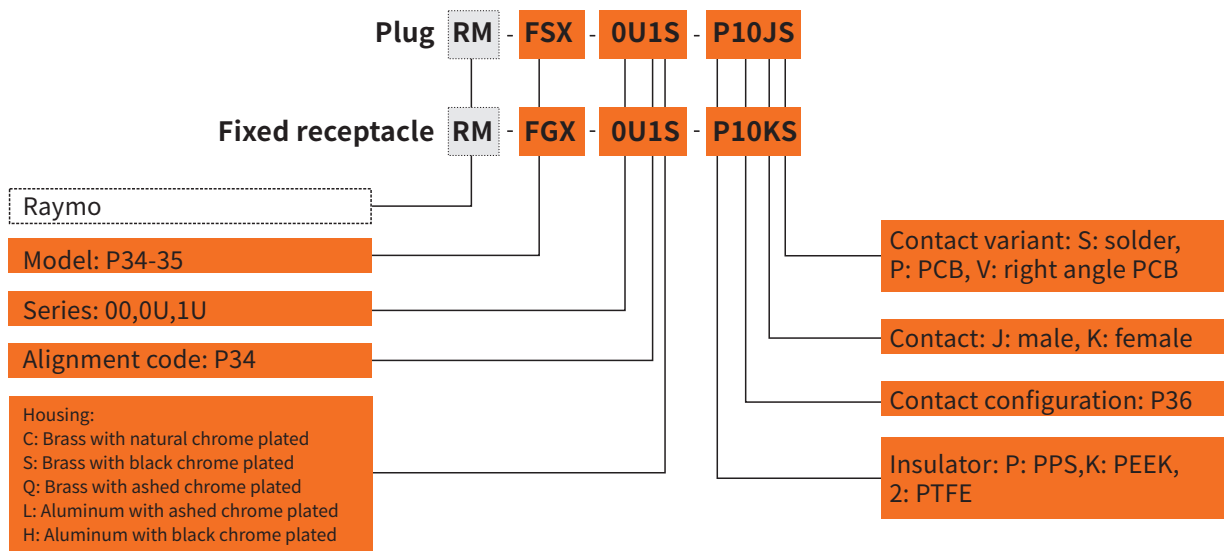 Plug RM - FSX - 0U1S - P10JS
Fixed receptacle RM - FGX - 0U1S - P10KS
Raymo
Model: P34-35
Series: 00,0U,1U
Alignment code: P34
Housing:
C: Brass with natural chrome plated
S: Brass with black chrome plated
Q: Brass with ashed chrome plated
L: Aluminum with ashed chrome plated
H: Aluminum with black chrome plated
Contact variant: S: solder,
P: PCB, V: right angle PCB
Contact: J: male, K: female
Contact configuration: P36
Insulator: P: PPS,K: PEEK,
2: PTFE